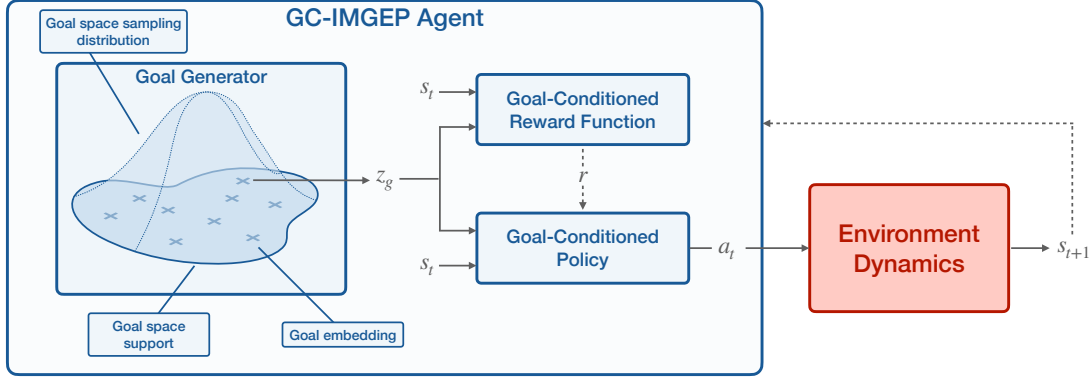 GC-IMGEP Agent
Goal space sampling
distribution
Goal Generator
s_t
Goal-Conditioned
Reward Function
z_g
r
s_t
Goal-Conditioned
Policy
a_t
Environment
Dynamics
s_{t+1}
Goal space
support
Goal embedding